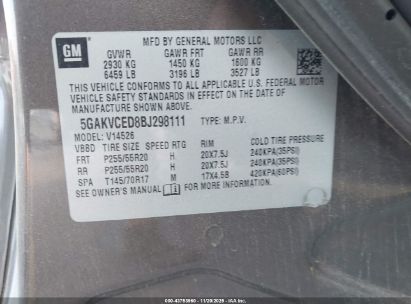 GM
MFD BY GENERAL MOTORS LLC
GVWR GAWR FRT GAWR RR
2930 KG 1450 KG 1600 KG
6459 LB 3196 LB 3527 LB
THIS VEHICLE CONFORMS TO ALL APPLICABLE U.S. FEDERAL MOTOR
VEHICLE SAFETY STANDARDS IN EFFECT ON THE DATE OF
MANUFACTURE SHOWN ABOVE.
5GAKVCED8BJ298111 TYPE: M.P.V.
MODEL: V14526
VBBD TIRE SIZE SPEED RTG RIM COLD TIRE PRESSURE
FRT P255/55R20 H 20X7.5J 240KPA(35PSI)
RR P255/55R20 H 20X7.5J 240KPA(35PSI)
SPA T145/70R17 M 17X4.5B 420KPA(60PSI)
SEE OWNER'S MANUAL FOR MORE INFORMATION.